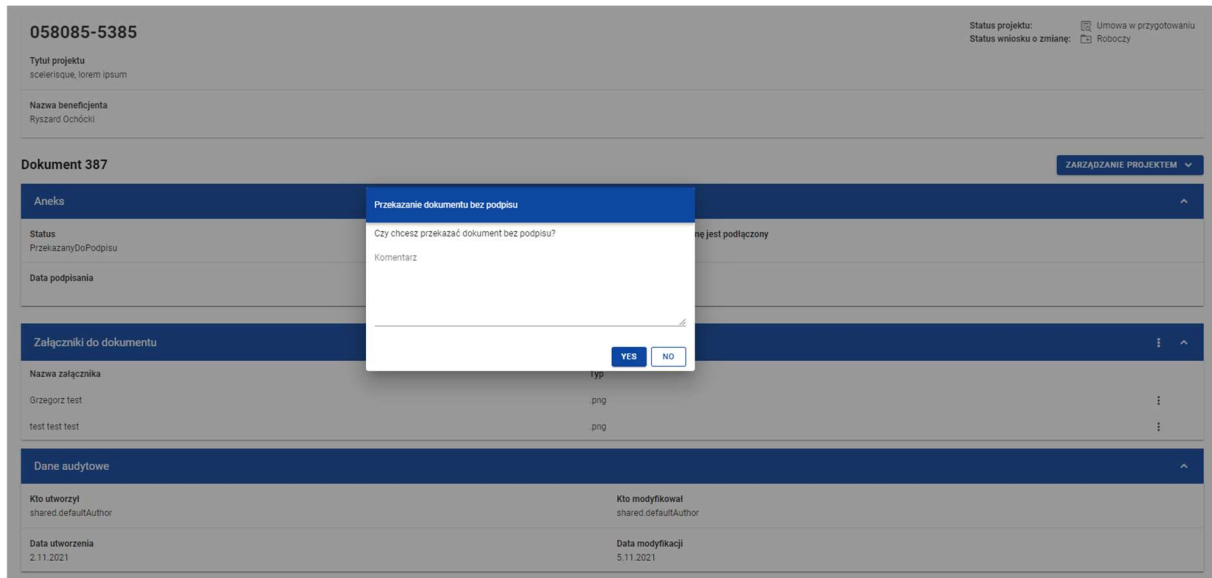 058085-5385
Status projektu: Umowa w przygotowaniu
Status wniosku o zmianę: Roboczy
Tytuł projektu
scelerisque, lorem ipsum
Nazwa beneficjenta
Ryszard Ochócki
Dokument 387
ZARZĄDZANIE PROJEKTEM
Aneks
Przekazanie dokumentu bez podpisu
Status
Czy chcesz przekazać dokument bez podpisu?
nę jest podłączony
PrzekazanyDoPodpisu
Komentarz
Data podpisania
YES NO
Załączniki do dokumentu
Nazwa załącznika Typ
Grzegorz test .png
test test test .png
Dane audytowe
Kto utworzył Kto modyfikował
shared.defaultAuthor shared.defaultAuthor
Data utworzenia Data modyfikacji
2.11.2021 5.11.2021